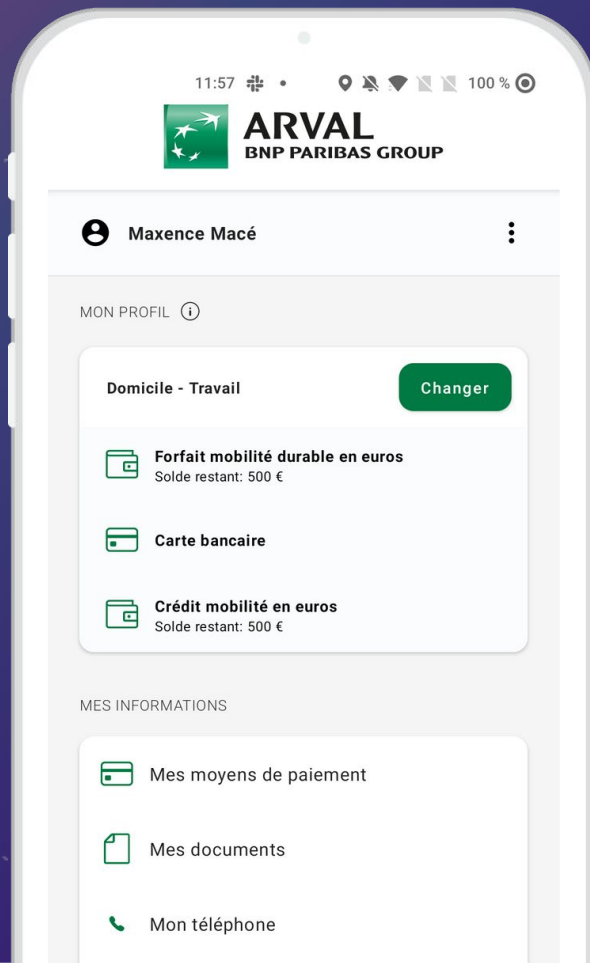 11:57
100 %
ARVAL
BNP PARIBAS GROUP
Maxence Macé
MON PROFIL
Domicile - Travail
Changer
Forfait mobilité durable en euros
Solde restant: 500 €
Carte bancaire
Crédit mobilité en euros
Solde restant: 500 €
MES INFORMATIONS
Mes moyens de paiement
Mes documents
Mon téléphone